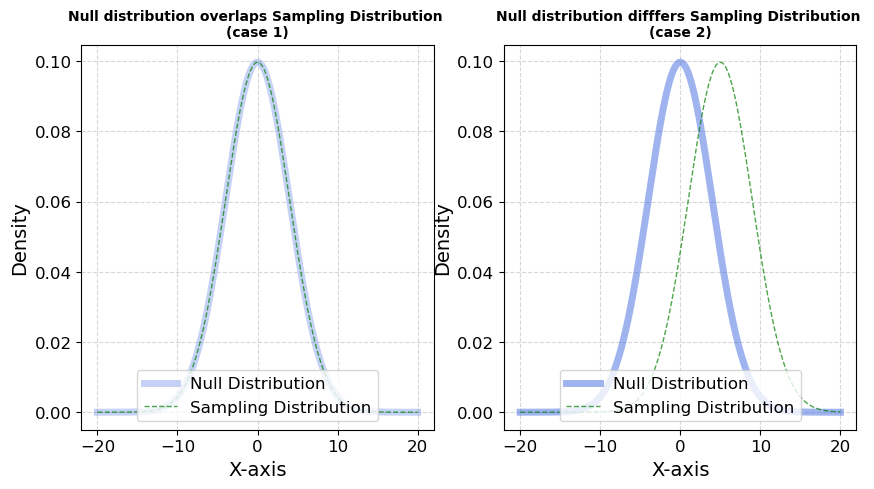 Null distribution overlaps Sampling Distribution
(case 1)
0.10
0.08
0.06
0.04
0.02
0.00
Density
−20
−10
0
10
20
X-axis
Null Distribution
Sampling Distribution
Null distribution difffers Sampling Distribution
(case 2)
0.10
0.08
0.06
0.04
0.02
0.00
Density
−20
−10
0
10
20
X-axis
Null Distribution
Sampling Distribution